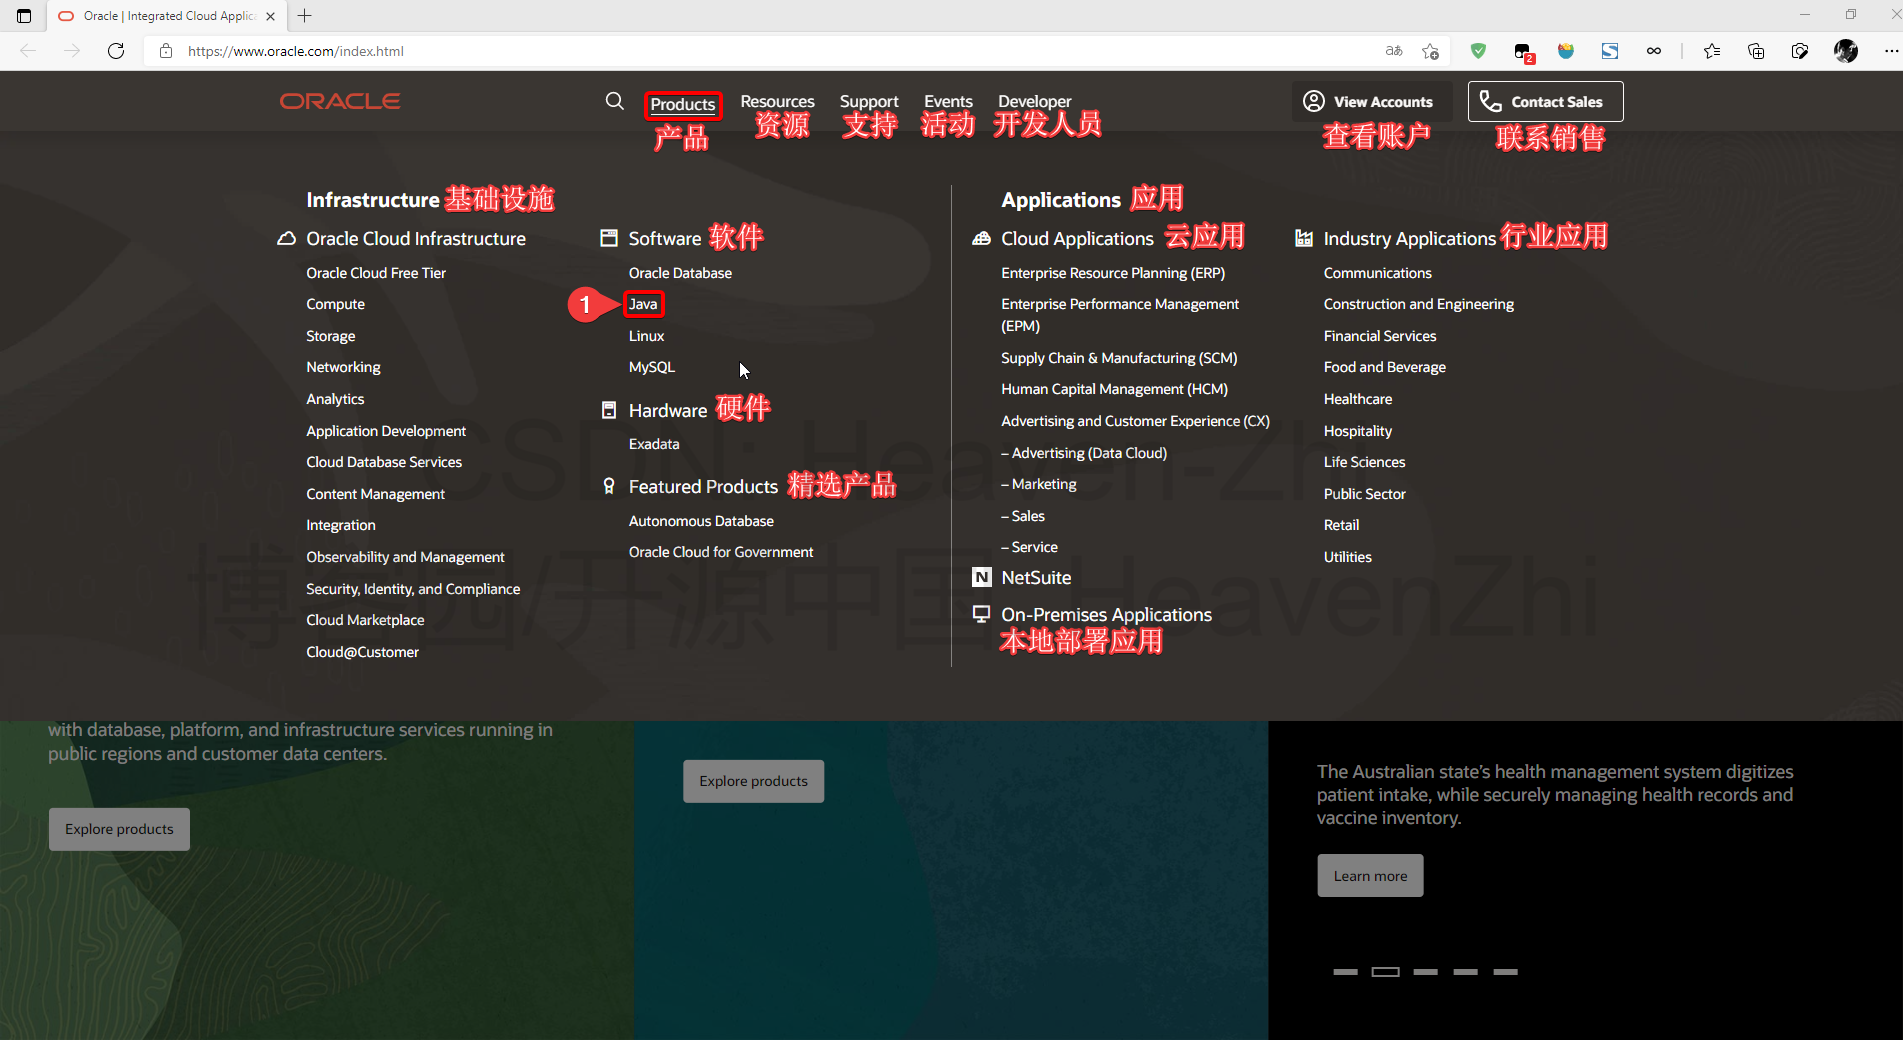 Oracle | Integrated Cloud Applic
https://www.oracle.com/index.html
aあ
2
ORACLE
Products
Resources
Support
Events
Developer
View Accounts
Contact Sales
产品
资源
支持
活动
开发人员
查看账户
联系销售
Infrastructure 基础设施
Oracle Cloud Infrastructure
Oracle Cloud Free Tier
Compute
Storage
Networking
Analytics
Application Development
Cloud Database Services
Content Management
Integration
Observability and Management
Security, Identity, and Compliance
Cloud Marketplace
Cloud@Customer
Software 软件
Oracle Database
1
Java
Linux
MySQL
Hardware 硬件
Exadata
Featured Products 精选产品
Autonomous Database
Oracle Cloud for Government
Applications 应用
Cloud Applications 云应用
Enterprise Resource Planning (ERP)
Enterprise Performance Management
(EPM)
Supply Chain & Manufacturing (SCM)
Human Capital Management (HCM)
Advertising and Customer Experience (CX)
– Advertising (Data Cloud)
– Marketing
– Sales
– Service
N NetSuite
On-Premises Applications
本地部署应用
Industry Applications 行业应用
Communications
Construction and Engineering
Financial Services
Food and Beverage
Healthcare
Hospitality
Life Sciences
Public Sector
Retail
Utilities
CSDN: Heaven-Zhi
博客园/开源中国: HeavenZhi
with database, platform, and infrastructure services running in
public regions and customer data centers.
Explore products
Explore products
The Australian state's health management system digitizes
patient intake, while securely managing health records and
vaccine inventory.
Learn more